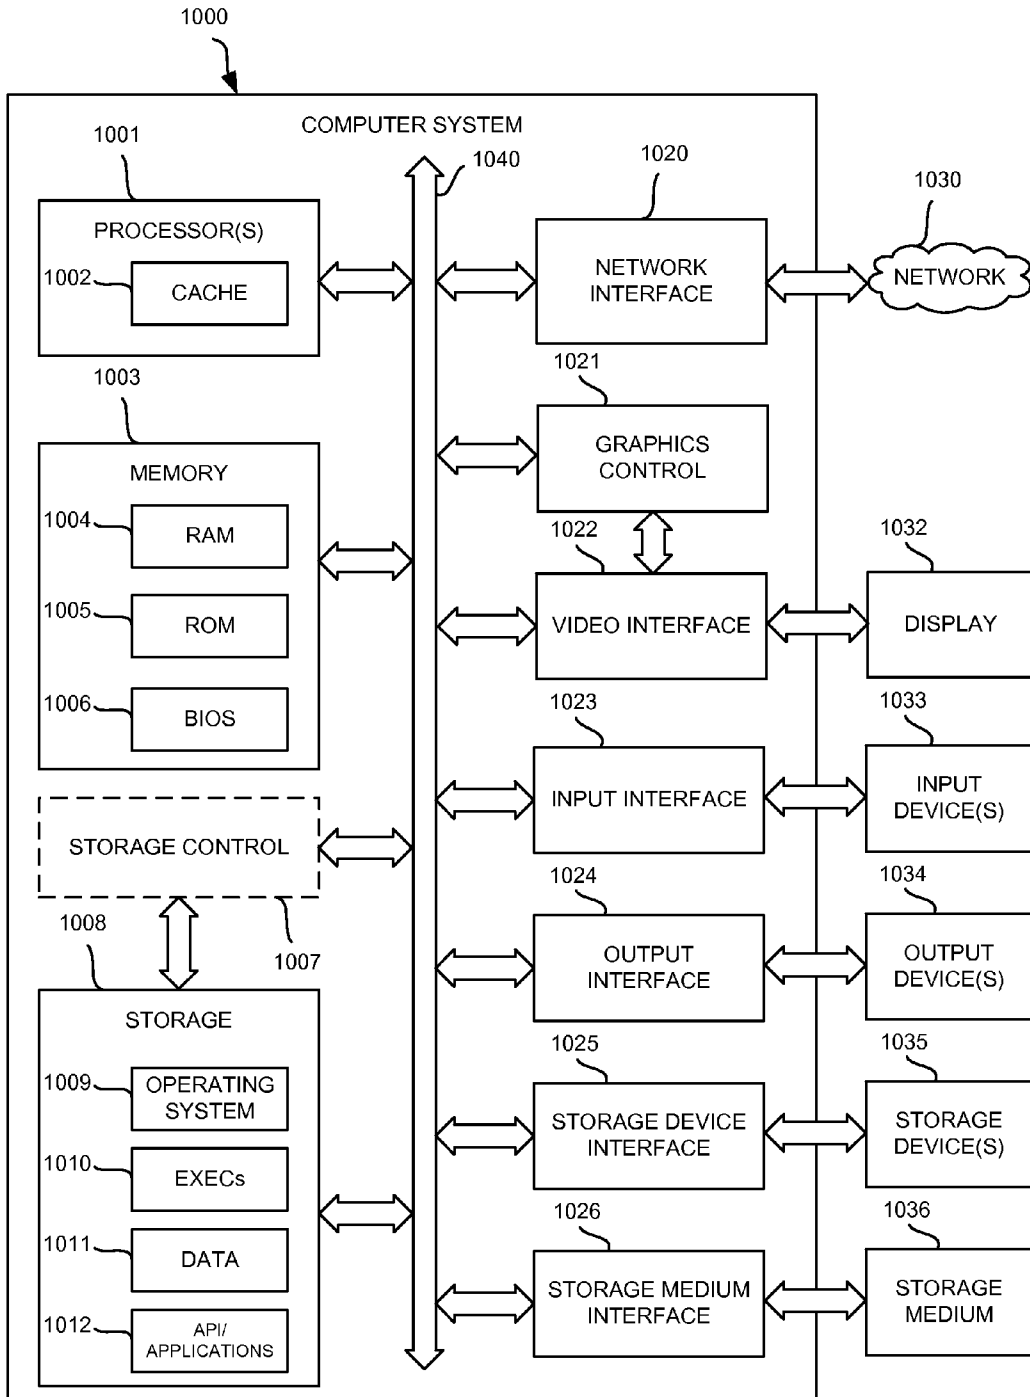 1000
COMPUTER SYSTEM
1001
1040
1020
1030
PROCESSOR(S)
1002
CACHE
NETWORK
INTERFACE
NETWORK
1003
1021
MEMORY
GRAPHICS
CONTROL
1004
RAM
1022
1032
1005
ROM
VIDEO INTERFACE
DISPLAY
1006
BIOS
1023
1033
INPUT INTERFACE
INPUT
DEVICE(S)
STORAGE CONTROL
1007
1024
1034
1008
OUTPUT
INTERFACE
OUTPUT
DEVICE(S)
STORAGE
1009
OPERATING
SYSTEM
1025
1035
STORAGE DEVICE
INTERFACE
STORAGE
DEVICE(S)
1010
EXECs
1026
1036
1011
DATA
STORAGE MEDIUM
INTERFACE
STORAGE
MEDIUM
1012
API/
APPLICATIONS